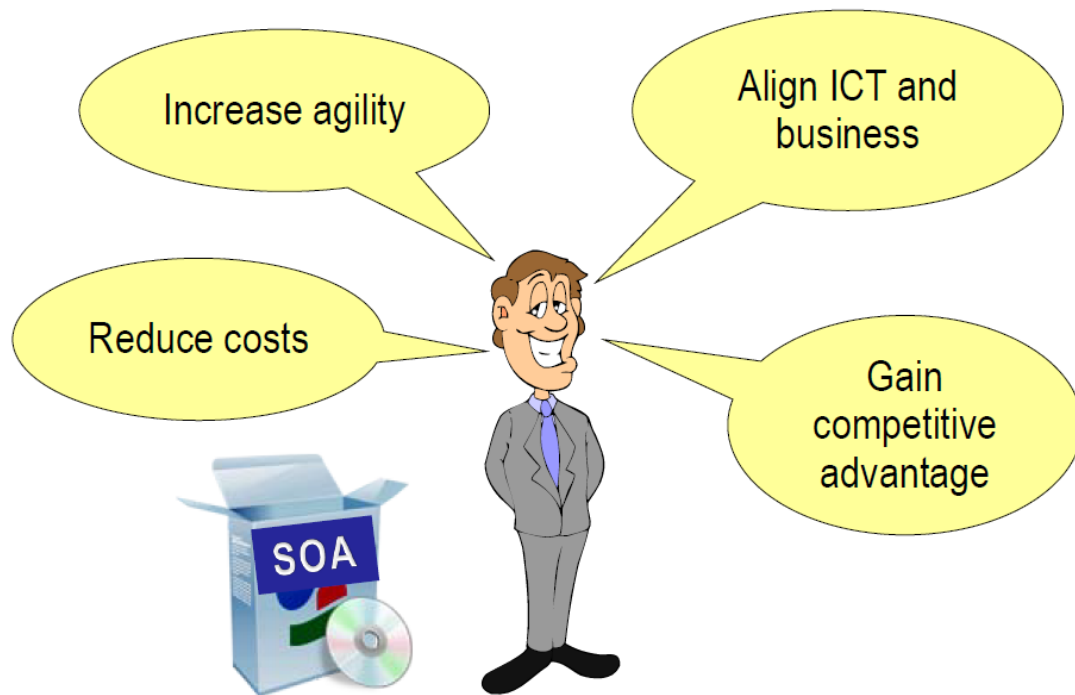 Increase agility
Align ICT and
business
Reduce costs
Gain
competitive
advantage
SOA